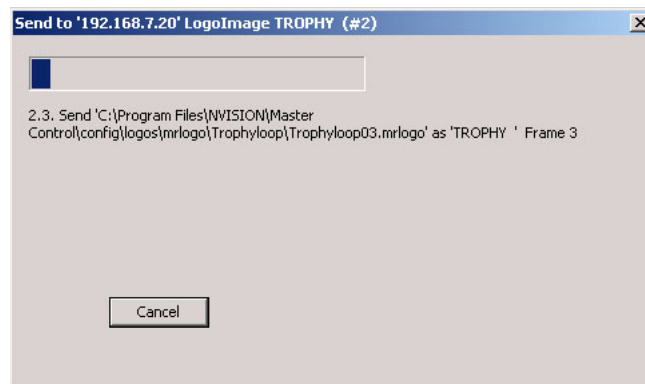 Send to '192.168.7.20' LogoImage TROPHY (#2)
2.3. Send 'C:\Program Files\NVISION\Master
Control\config\logos\mrlogo\Trophyloop\Trophyloop03.mrlogo' as 'TROPHY ' Frame 3
Cancel